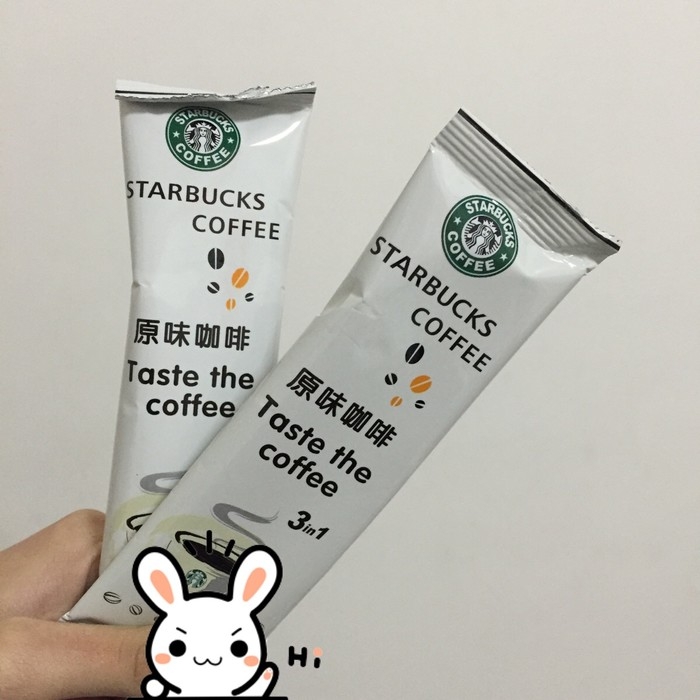 STARBUCKS
COFFEE
STARBUCKS
COFFEE
原味咖啡
Taste the
coffee
STARBUCKS
COFFEE
STARBUCKS
COFFEE
原味咖啡
Taste the
coffee
3in1
Hi